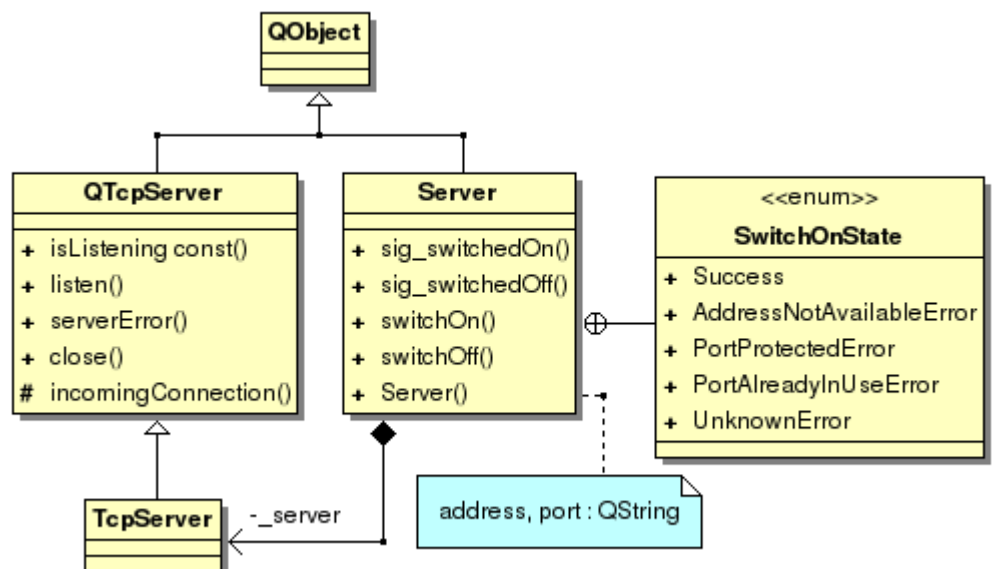 QObject
QTcpServer
+ isListening const()
+ listen()
+ serverError()
+ close()
# incomingConnection()
Server
+ sig_switchedOn()
+ sig_switchedOff()
+ switchOn()
+ switchOff()
+ Server()
<<enum>>
SwitchOnState
+ Success
+ AddressNotAvailableError
+ PortProtectedError
+ PortAlreadyInUseError
+ UnknownError
TcpServer
-_server
address, port : QString